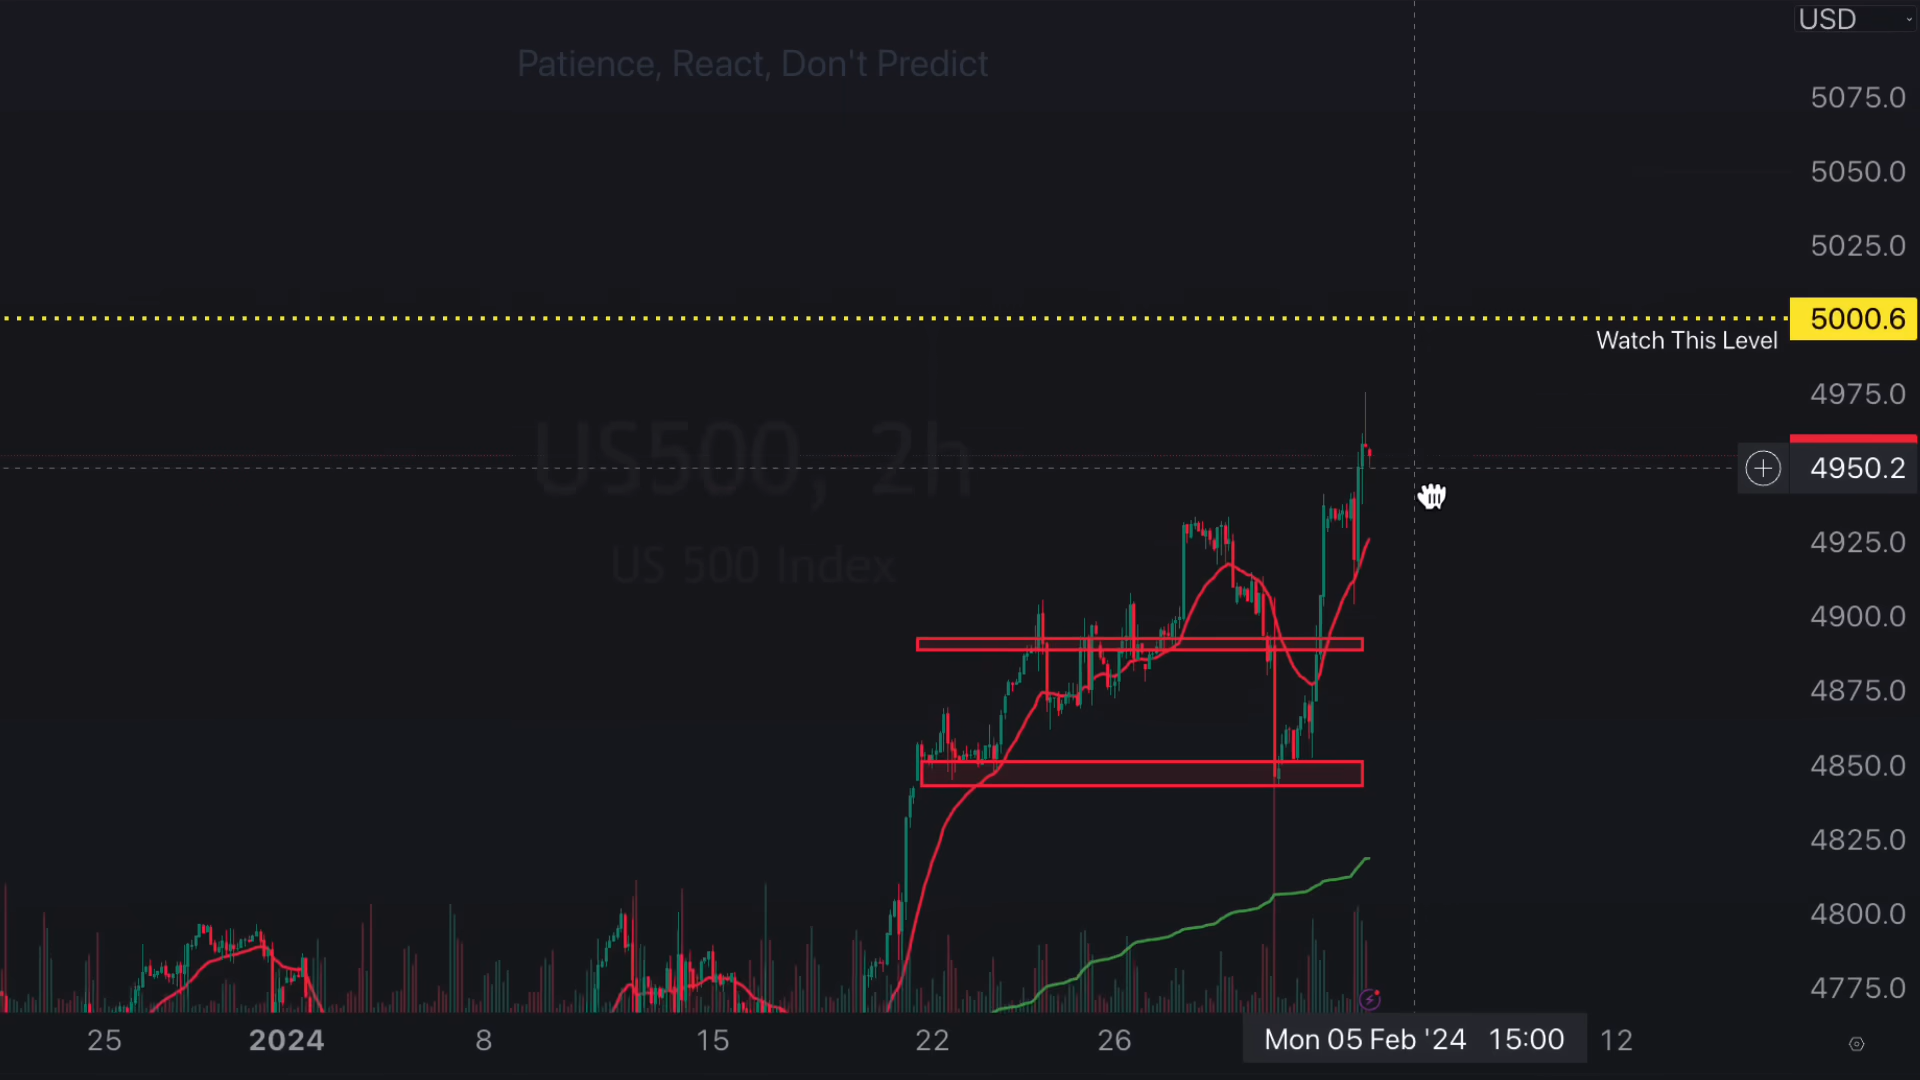 USD
Patience, React, Don't Predict
5075.0
5050.0
5025.0
5000.6
Watch This Level
4975.0
US500, 2h
4950.2
US 500 Index
4925.0
4900.0
4875.0
4850.0
4825.0
4800.0
4775.0
25 2024 8 15 22 26 Mon 05 Feb '24 15:00 12